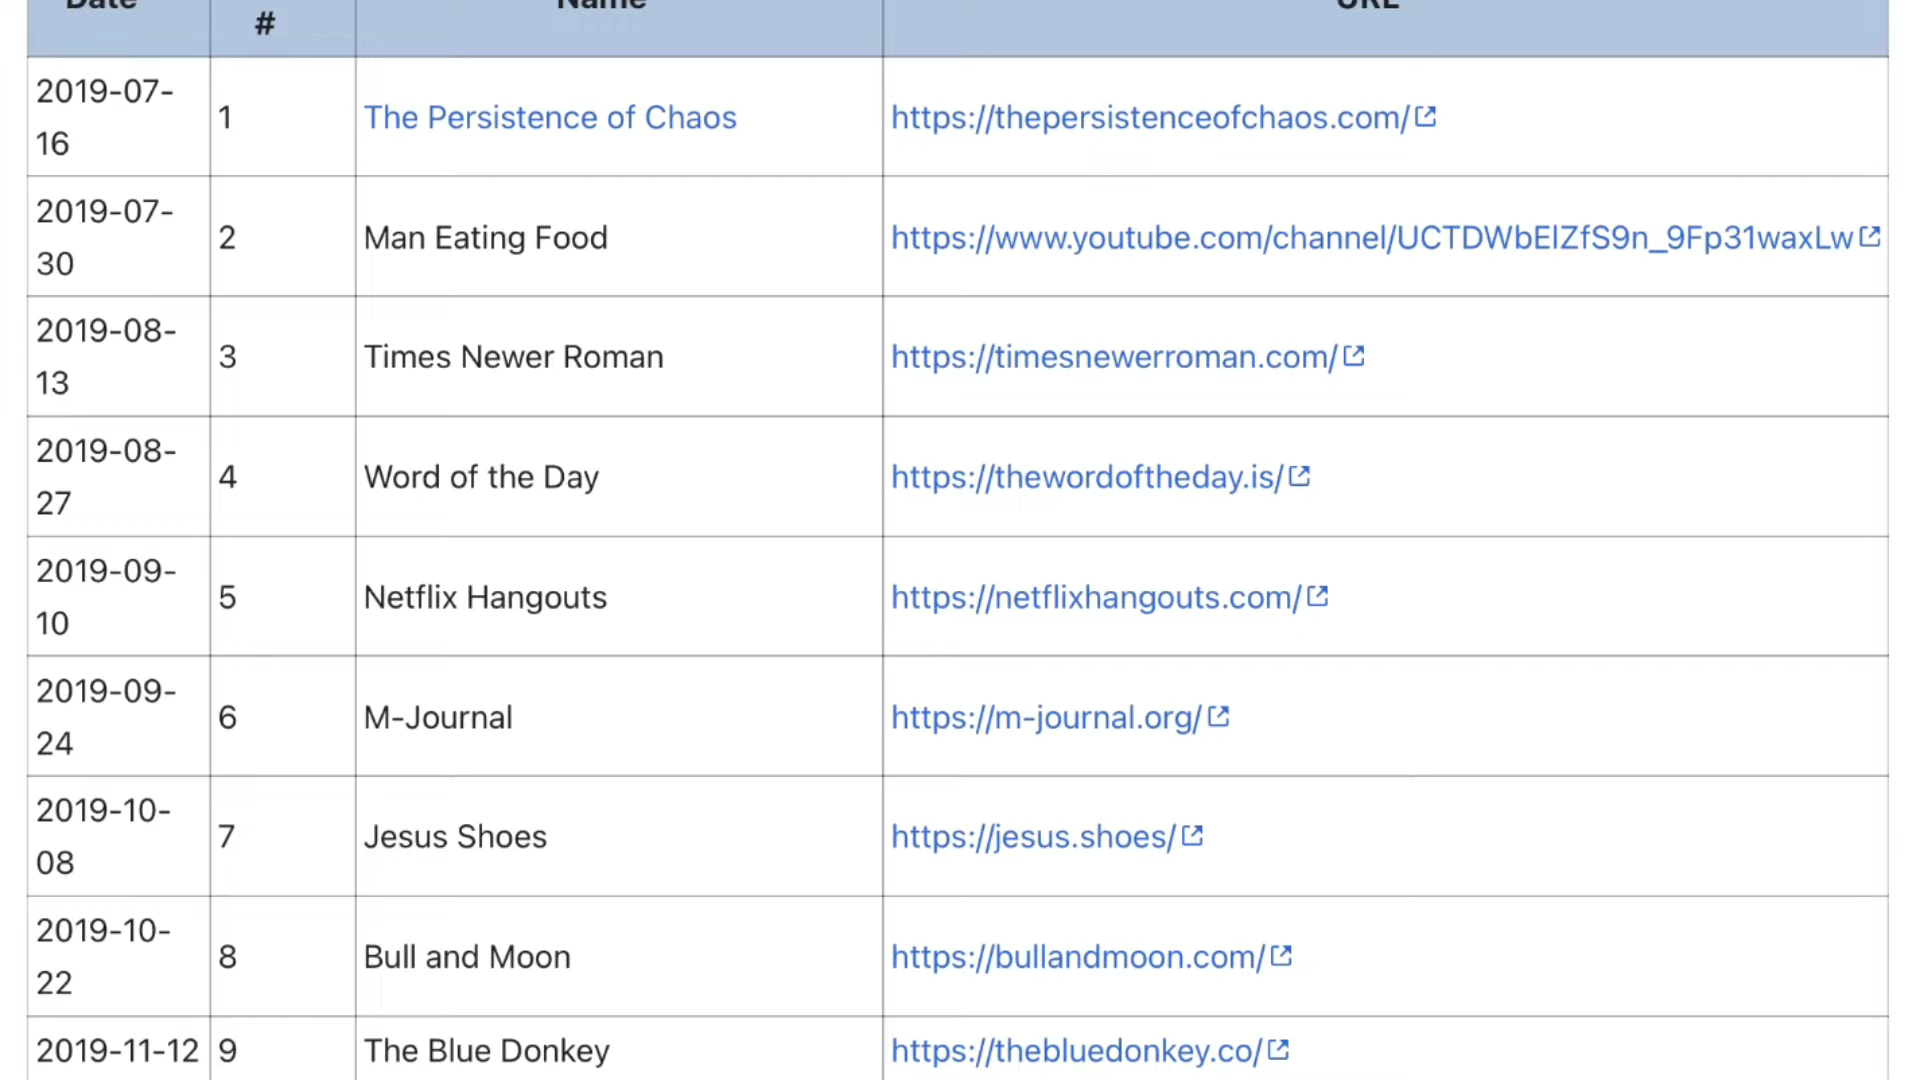 Date
Name
URL
#
2019-07-
16
1
The Persistence of Chaos
https://thepersistenceofchaos.com/
2019-07-
30
2
Man Eating Food
https://www.youtube.com/channel/UCTDWbElZfS9n_9Fp31waxLw
2019-08-
13
3
Times Newer Roman
https://timesnewerroman.com/
2019-08-
27
4
Word of the Day
https://thewordoftheday.is/
2019-09-
10
5
Netflix Hangouts
https://netflixhangouts.com/
2019-09-
24
6
M-Journal
https://m-journal.org/
2019-10-
08
7
Jesus Shoes
https://jesus.shoes/
2019-10-
22
8
Bull and Moon
https://bullandmoon.com/
2019-11-12
9
The Blue Donkey
https://thebluedonkey.co/